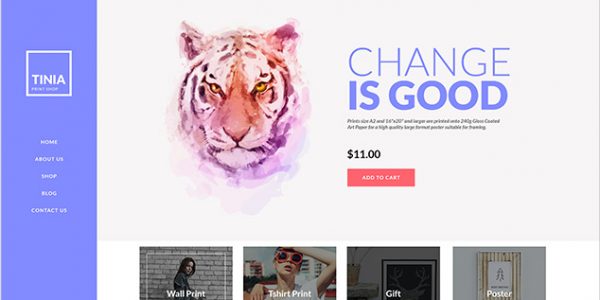 TINIA
PRINT SHOP
HOME
ABOUT US
SHOP
BLOG
CONTACT US
CHANGE
IS GOOD
Prints size A2 and 16"x20" and larger are printed onto 240g Gloss Coated
Art Paper for a high quality large format poster suitable for framing.
$11.00
ADD TO CART
Wall Print
Tshirt Print
Gift
Poster